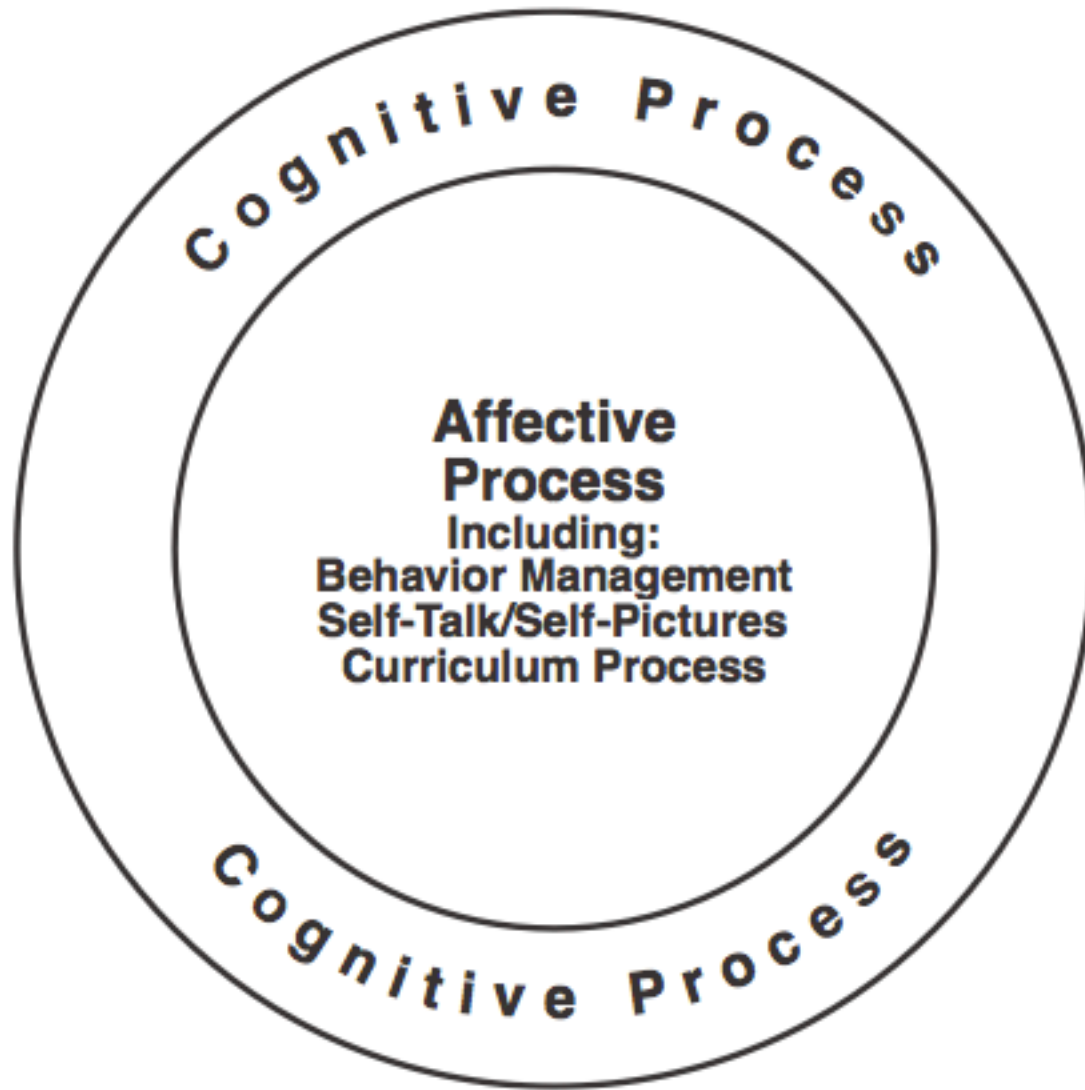 Cognitive Process
Affective
Process
Including:
Behavior Management
Self-Talk/Self-Pictures
Curriculum Process
Cognitive Process